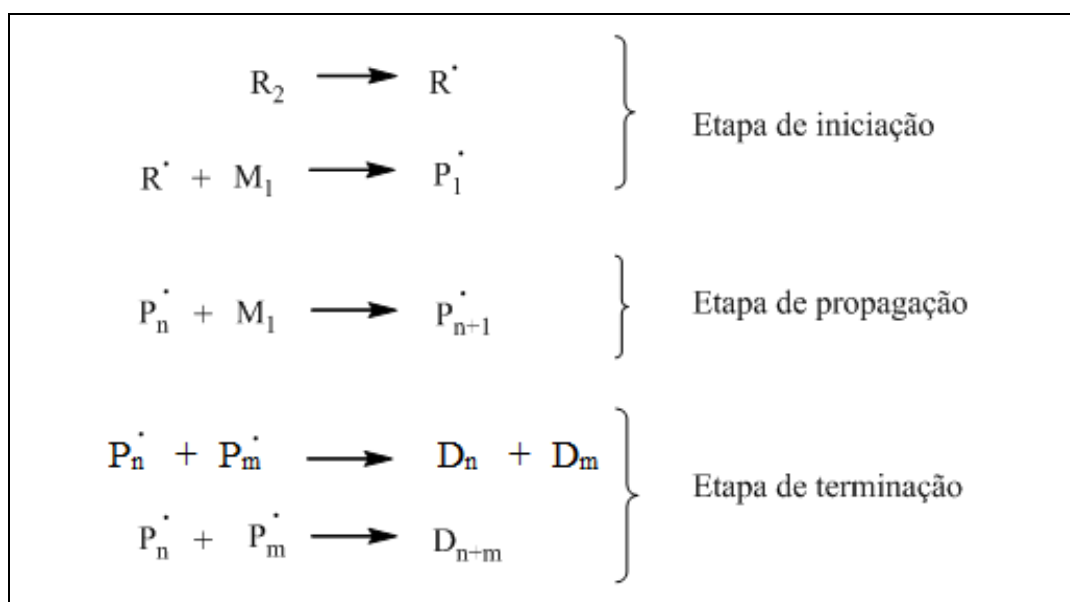 R₂ ⟶ R˙
Etapa de iniciação
R˙ + M₁ ⟶ P₁˙
Pₙ˙ + M₁ ⟶ Pₙ₊₁˙
Etapa de propagação
Pₙ˙ + Pₘ˙ ⟶ Dₙ + Dₘ
Etapa de terminação
Pₙ˙ + Pₘ˙ ⟶ Dₙ₊ₘ